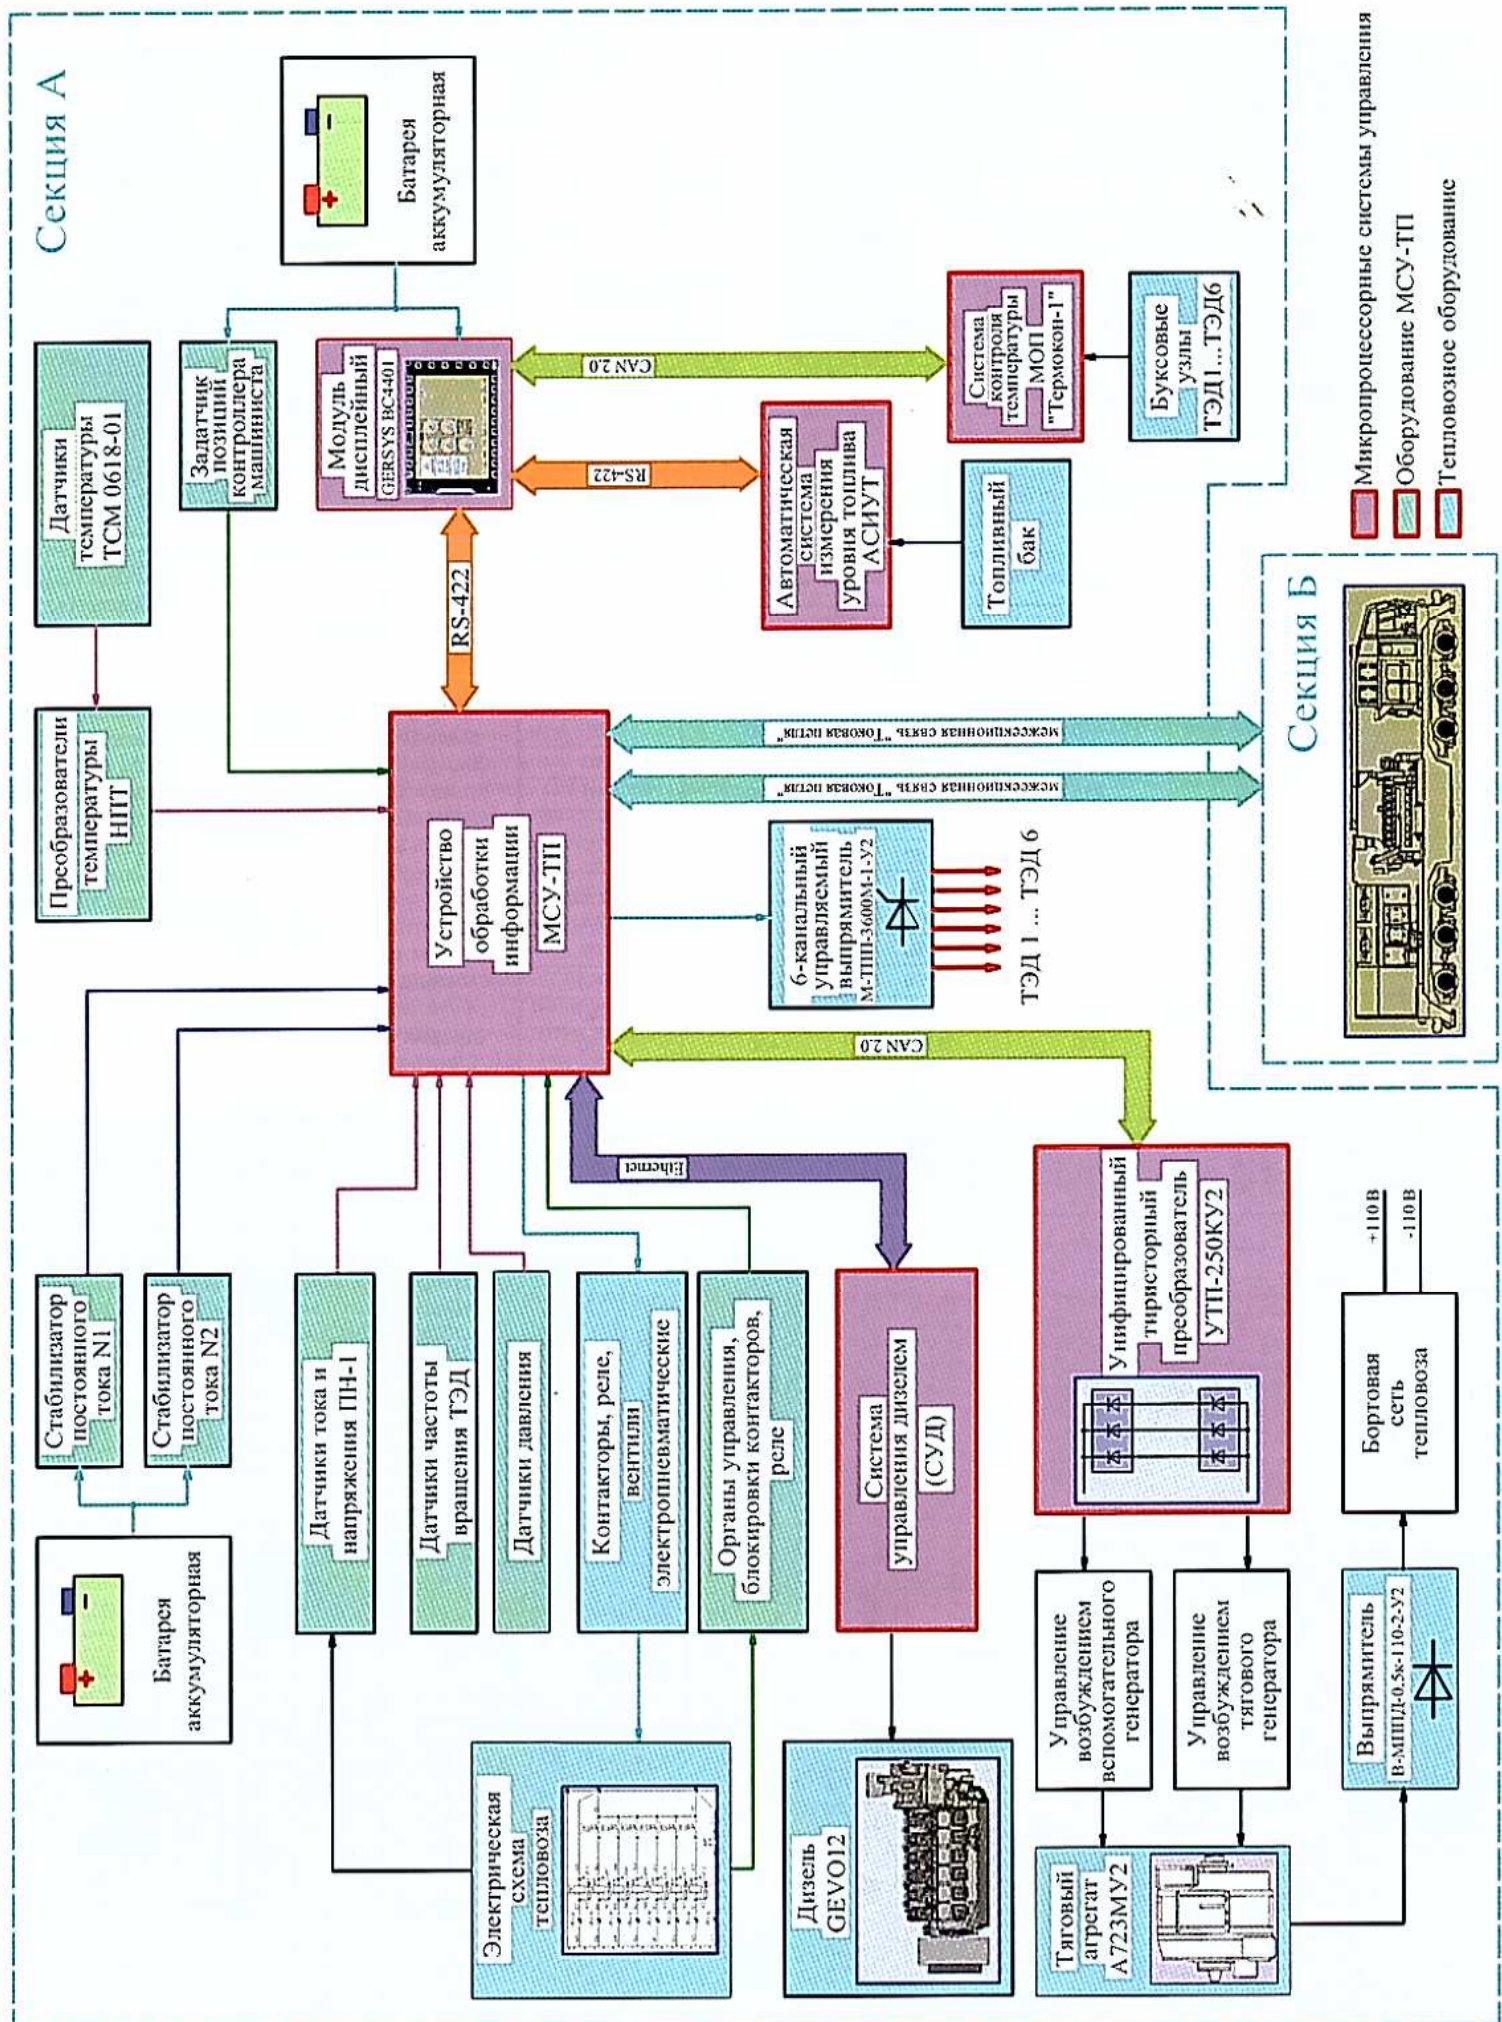 Секция А
Батарея
аккумуляторная
Стабилизатор
постоянного
тока N1
Стабилизатор
постоянного
тока N2
Преобразователи
температуры
НПТ
Датчики
температуры
ТСМ 0618-01
Задатчик
позиций
контроллера
машиниста
Батарея
аккумуляторная
Датчики тока и
напряжения ПН-1
Датчики частоты
вращения ТЭД
Датчики давления
Контакторы, реле,
вентили
электропневматические
Органы управления,
блокировки контакторов,
реле
Устройство
обработки
информации
МСУ-ТП
RS-422
Модуль
дисплейный
GERSYS BC-4401
Электрическая
схема
тепловоза
Ethernet
CAN 2.0
RS-422
CAN 2.0
межсекционная связь "Токовая петля"
межсекционная связь "Токовая петля"
Дизель
GEVO12
Система
управления дизелем
(СУД)
6-канальный
управляемый
выпрямитель
М-ТПП-3600М-1-У2
ТЭД 1 ... ТЭД 6
Автоматическая
система
измерения
уровня топлива
АСИУТ
Топливный
бак
Система
контроля
температуры
МОП
"Термокон-1"
Буксовые
узлы
ТЭД1...ТЭД6
Тяговый
агрегат
А723МУ2
Управление
возбуждением
вспомогательного
генератора
Управление
возбуждением
тягового
генератора
Унифицированный
тиристорный
преобразователь
УТП-250КУ2
Выпрямитель
В-МППД-0.5к-110-2-У2
Бортовая
сеть
тепловоза
+110В
-110В
Секция Б
Микропроцессорные системы управления
Оборудование МСУ-ТП
Тепловозное оборудование